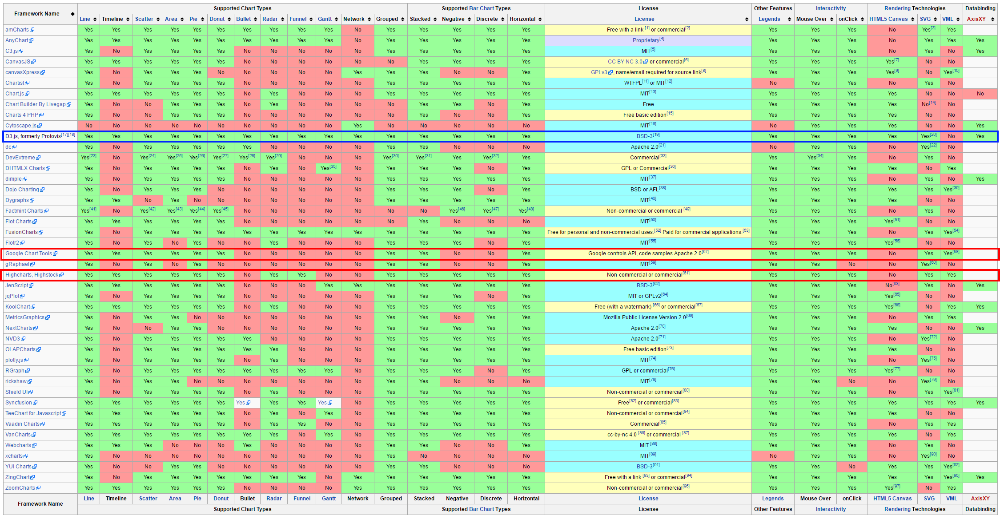 Framework Name Supported Chart Types Supported Bar Chart Types License Other Features Interactivity Rendering Technologies Databinding
Line Timeline Scatter Area Pie Donut Bullet Radar Funnel Gantt Network Grouped Stacked Negative Discrete Horizontal License Legends Mouse Over onClick HTML5 Canvas SVG VML AxisXY
amCharts Yes Yes Yes Yes Yes Yes Yes Yes Yes Yes No Yes Yes Yes Yes Yes Free with a link [1] or commercial[2] Yes Yes Yes No Yes[3] Yes
AnyChart Yes Yes Yes Yes Yes Yes Yes Yes Yes Yes No Yes Yes Yes Yes Yes Proprietary[4] Yes Yes Yes No Yes Yes Yes
C3.js Yes No Yes Yes Yes Yes No No No No No Yes Yes Yes Yes Yes MIT[5] Yes Yes Yes No Yes No Yes
CanvasJS Yes Yes Yes Yes Yes Yes No No No No No No Yes Yes Yes Yes CC BY-NC 3.0 or commercial[6] Yes Yes Yes Yes[7] No No
canvasXpress Yes No Yes Yes Yes No No No No No Yes Yes Yes No No Yes GPLv3, name/email required for source link[8] Yes Yes Yes Yes[9] No Yes[10]
Chartist Yes No Yes Yes Yes Yes No No No No No Yes Yes Yes Yes Yes WTFPL[11] or MIT[12] No Yes Yes No Yes No
Chart.js Yes Yes Yes Yes Yes Yes No Yes No No No Yes Yes Yes Yes Yes MIT[13] Yes Yes Yes Yes No No No
Chart Builder By Livegap Yes No No Yes Yes Yes No Yes No No No No Yes Yes No Yes Free Yes Yes Yes Yes No[14] No
Charts 4 PHP Yes No No Yes Yes Yes No No No No No No Yes No No Yes Free basic edition[15] Yes Yes Yes Yes No No
Cytoscape.js No No No No No No No No No No Yes No No No No No MIT[16] No Yes Yes Yes No No Yes
D3.js, formerly Protovis[17][18] Yes Yes Yes Yes Yes Yes Yes Yes Yes Yes Yes Yes Yes Yes Yes Yes BSD-3[19] Yes Yes Yes Yes Yes[20] No Yes
dc Yes No Yes Yes Yes Yes Yes No No No No Yes Yes No No No Apache 2.0[21] No Yes Yes No Yes[22] No
DevExtreme Yes[23] No Yes[24] Yes[25] Yes[26] Yes[27] Yes[28] Yes[29] No No No Yes[30] Yes[31] Yes Yes[32] Yes Commercial[33] Yes Yes[34] Yes No Yes No
DHTMLX Charts Yes No Yes Yes Yes Yes No Yes No Yes[35] No Yes Yes Yes No Yes GPL or Commercial[36] Yes Yes Yes Yes No Yes
dimple Yes No Yes Yes Yes Yes No No No No No Yes Yes Yes Yes Yes MIT[37] Yes Yes Yes No Yes No Yes
Dojo Charting Yes No Yes Yes Yes No No No No No No Yes Yes Yes No Yes BSD or AFL[38] Yes Yes Yes Yes Yes Yes[39]
Dygraphs Yes Yes No Yes No No No No No No No Yes Yes Yes Yes Yes MIT[40] Yes Yes Yes Yes No No
Factmint Charts Yes[41] No Yes[42] Yes[43] Yes[44] Yes[45] No No No No No No No Yes[46] Yes[47] Yes[48] Non-commercial or commercial [49] Yes Yes Yes No Yes No
Flot Charts Yes Yes Yes Yes Yes Yes No No No No No No Yes No No No MIT[50] Yes Yes Yes Yes[51] No No
FusionCharts Yes No Yes Yes Yes Yes Yes Yes Yes Yes Yes Yes Yes Yes Yes Yes Free for personal and non-commercial uses.[52] Paid for commercial applications.[53] Yes Yes Yes No Yes Yes[54]
Flotr2 Yes No Yes No Yes No No Yes No No No Yes Yes Yes No Yes MIT[55] Yes Yes Yes Yes[56] No No
Google Chart Tools Yes Yes Yes Yes Yes Yes No No No No No Yes Yes No No Yes Google controls API, code samples Apache 2.0[57] Yes Yes Yes No Yes Yes[58]
gRaphael Yes No Yes No Yes No No No No No No Yes Yes No No Yes MIT[59] Yes Yes No No Yes[60] No
Highcharts, Highstock Yes Yes Yes Yes Yes Yes No Yes Yes No No Yes Yes Yes Yes Yes Non-commercial or commercial[61] Yes Yes Yes No Yes Yes
JenScript Yes Yes Yes Yes Yes Yes No No No Yes Yes Yes Yes Yes Yes Yes BSD-3[62] Yes Yes Yes No[63] Yes No Yes
jqPlot Yes No Yes Yes Yes Yes No No No No No Yes Yes Yes No Yes MIT or GPLv2[64] Yes Yes Yes Yes[65] No No
KoolChart Yes Yes Yes Yes Yes Yes No Yes No No No Yes Yes Yes Yes Yes Free (with a watermark) [66] or commercial[67] Yes Yes Yes Yes[68] No Yes Yes
MetricsGraphics Yes No Yes Yes No No No No No No No Yes Yes No Yes Yes Mozilla Public License Version 2.0[69] Yes Yes Yes No Yes Yes
NextCharts Yes No No Yes Yes No No No No No No Yes Yes Yes Yes Yes Apache 2.0[70] Yes Yes Yes Yes No No Yes
NVD3 Yes No Yes Yes Yes Yes Yes No No No No Yes Yes Yes Yes Yes Apache 2.0[71] Yes Yes Yes No Yes[72] No
OLAPCharts Yes No Yes Yes Yes Yes Yes Yes No No No Yes Yes Yes Yes Yes Free basic edition[73] Yes Yes Yes Yes No No
plotly.js Yes No Yes Yes Yes Yes No Yes No No No Yes Yes Yes Yes Yes MIT[74] Yes Yes Yes No Yes[75] No
RGraph Yes No Yes Yes Yes Yes Yes Yes Yes Yes No Yes Yes Yes No Yes GPL or commercial[76] Yes Yes Yes Yes[77] No No
rickshaw Yes No Yes Yes No No No No No No No Yes Yes No No No MIT[78] Yes Yes No No Yes[79] No
Shield UI Yes No Yes Yes Yes Yes No Yes No No No Yes Yes Yes Yes Yes Non-commercial or commercial[80] Yes Yes Yes No Yes Yes[81]
Syncfusion Yes Yes Yes Yes Yes Yes Yes Yes Yes Yes No Yes Yes Yes Yes Yes Free[82] or commercial[83] Yes Yes Yes Yes Yes Yes Yes
TeeChart for Javascript Yes Yes Yes Yes Yes Yes No Yes No Yes No Yes Yes Yes Yes Yes Non-commercial or commercial[84] Yes Yes Yes Yes No No
Vaadin Charts Yes Yes Yes Yes Yes Yes No Yes Yes No No Yes Yes Yes Yes Yes Commercial[85] Yes Yes Yes No Yes Yes
VanCharts Yes Yes Yes Yes Yes Yes Yes Yes No Yes No Yes Yes Yes Yes Yes cc-by-nc 4.0 [86] or commercial [87] Yes Yes Yes Yes No Yes
Webcharts Yes Yes Yes No No No Yes No No No No Yes Yes No No Yes MIT [88] Yes Yes Yes No Yes No
xcharts Yes No No No No No No No No No No Yes No No No No MIT[89] No Yes Yes No Yes[90] No
YUI Charts Yes No No Yes Yes No No No No No No Yes Yes No No No BSD-3[91] Yes Yes No Yes Yes Yes[92]
ZingChart Yes No Yes Yes Yes Yes Yes Yes Yes No Yes Yes Yes Yes Yes Yes Free with a link [93] or commercial[94] Yes Yes Yes Yes Yes Yes[95] Yes
ZoomCharts Yes Yes Yes Yes Yes Yes No No No No Yes Yes Yes Yes Yes Yes Non-commercial or commercial[96] Yes Yes Yes Yes[97] No Yes
Framework Name Line Timeline Scatter Area Pie Donut Bullet Radar Funnel Gantt Network Grouped Stacked Negative Discrete Horizontal License Legends Mouse Over onClick HTML5 Canvas SVG VML AxisXY
Supported Chart Types Supported Bar Chart Types License Other Features Interactivity Rendering Technologies Databinding